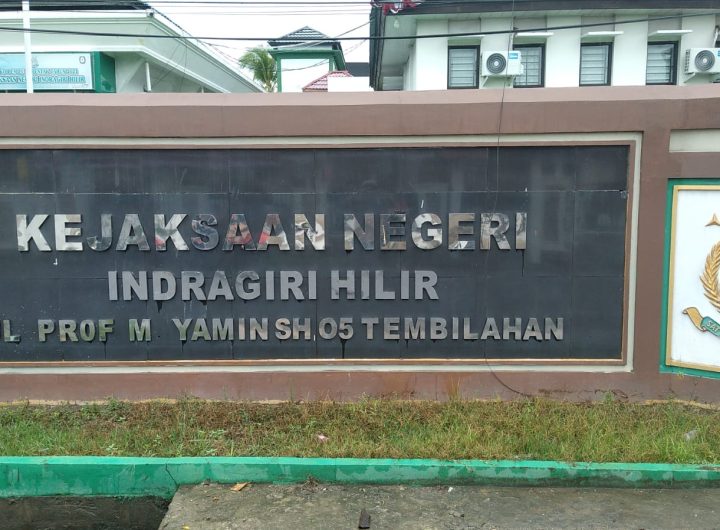 KEJAKSAAN NEGERI
INDRAGIRI HILIR
L PROF M YAMIN SH 05 TEMBILAHAN